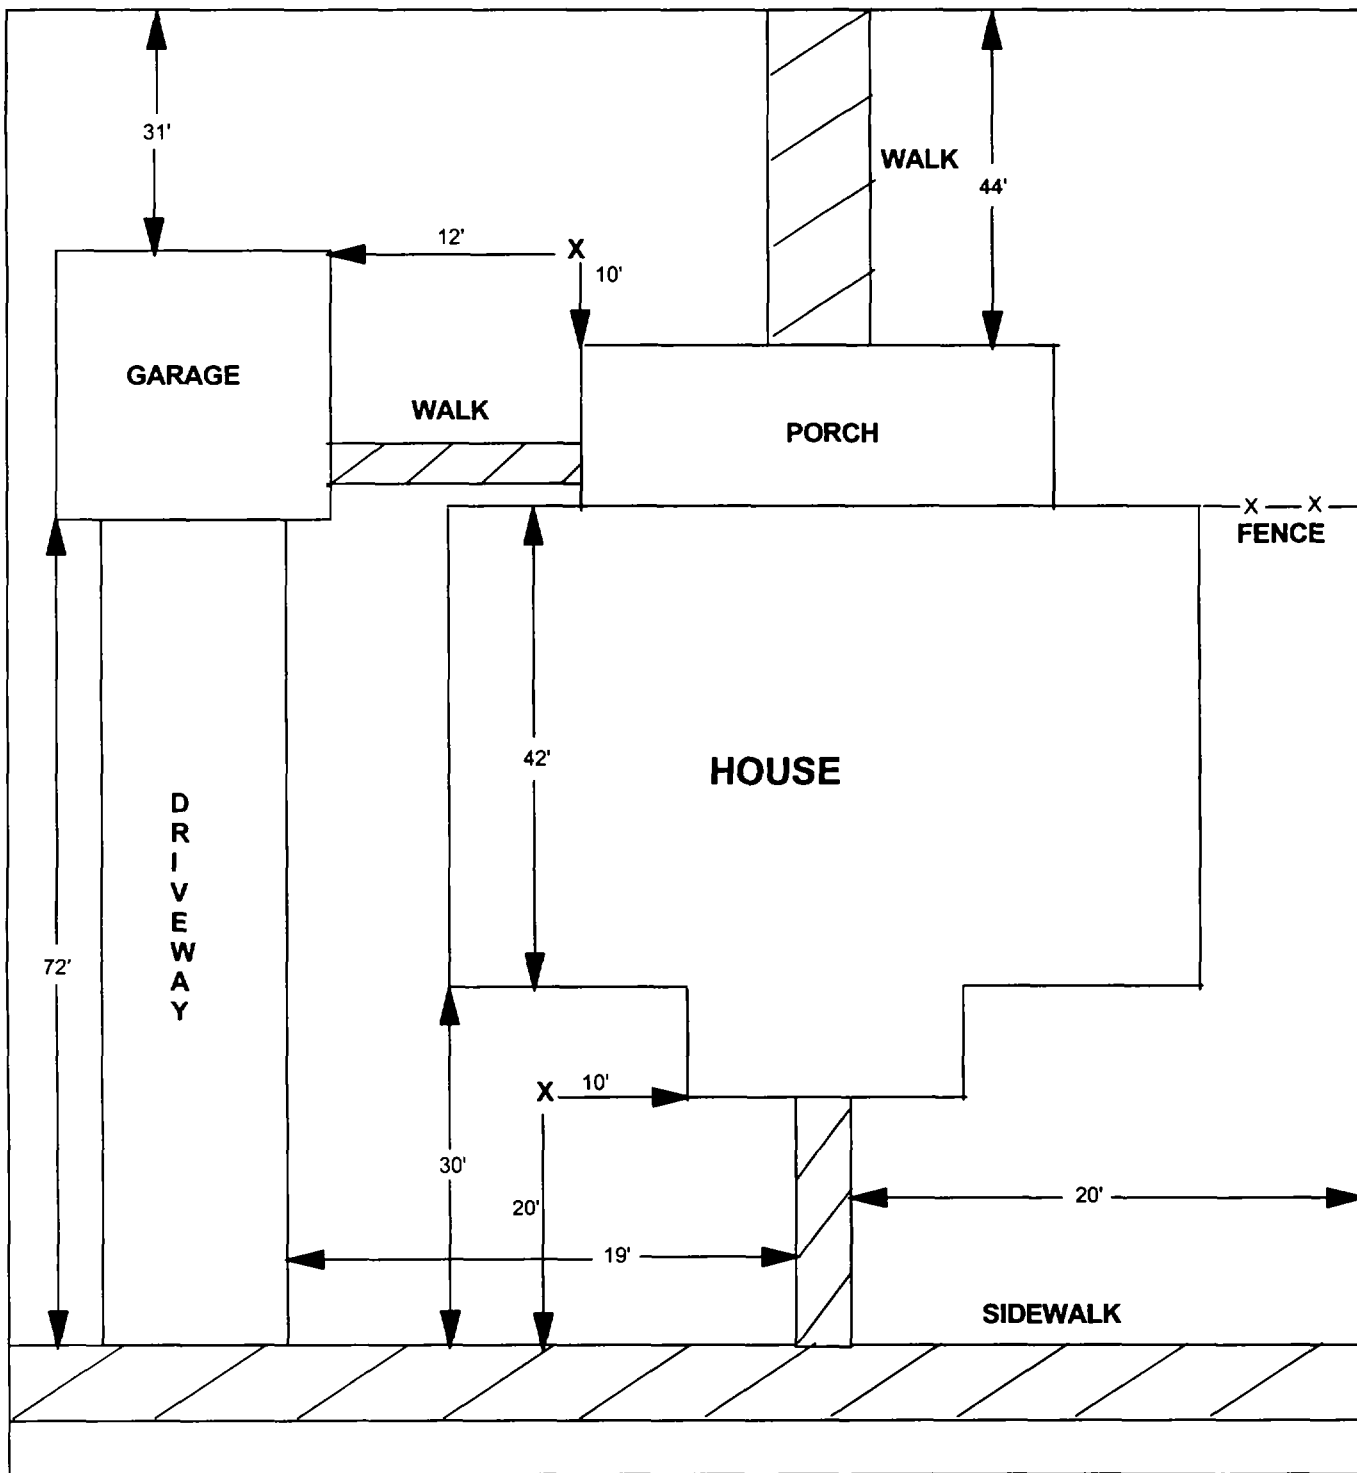 31'
WALK
44'
12'
X
10'
GARAGE
WALK
PORCH
X X
FENCE
42'
HOUSE
D
R
I
V
E
W
A
Y
72'
X
10'
30'
20'
20'
19'
SIDEWALK